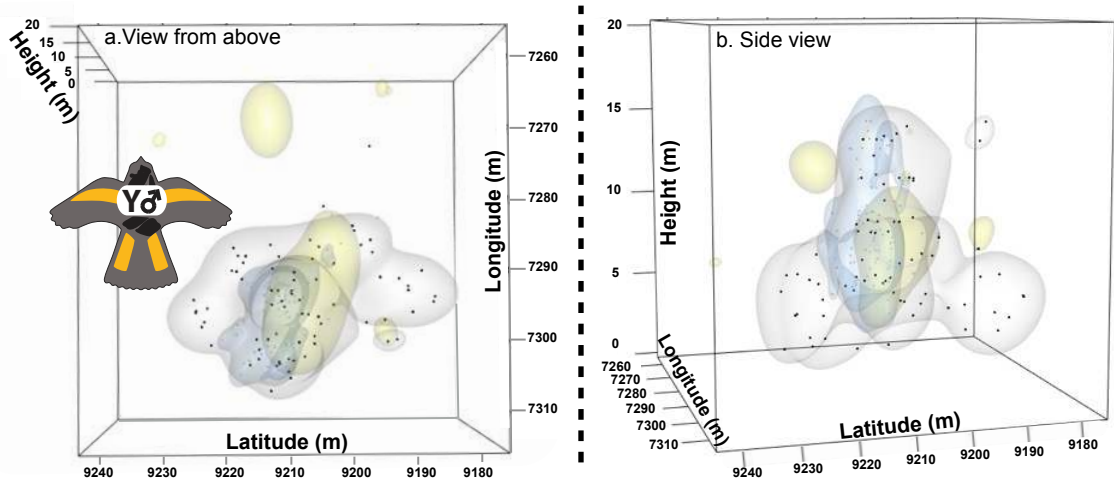 a.View from above
Height (m)
20
15
10
5
0
Y♂
7260
7270
7280
7290
7300
7310
Longitude (m)
Latitude (m)
9240 9230 9220 9210 9200 9190 9180
b. Side view
20
15
10
5
0
Height (m)
Longitude (m)
7260
7270
7280
7290
7300
7310
Latitude (m)
9240 9230 9220 9210 9200 9190 9180